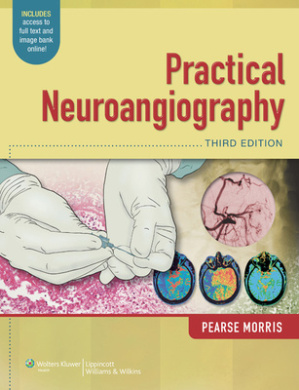 INCLUDES
access to
full text and
image bank
online!
Practical
Neuroangiography
THIRD EDITION
PEARSE MORRIS
Wolters Kluwer
Lippincott
Williams & Wilkins